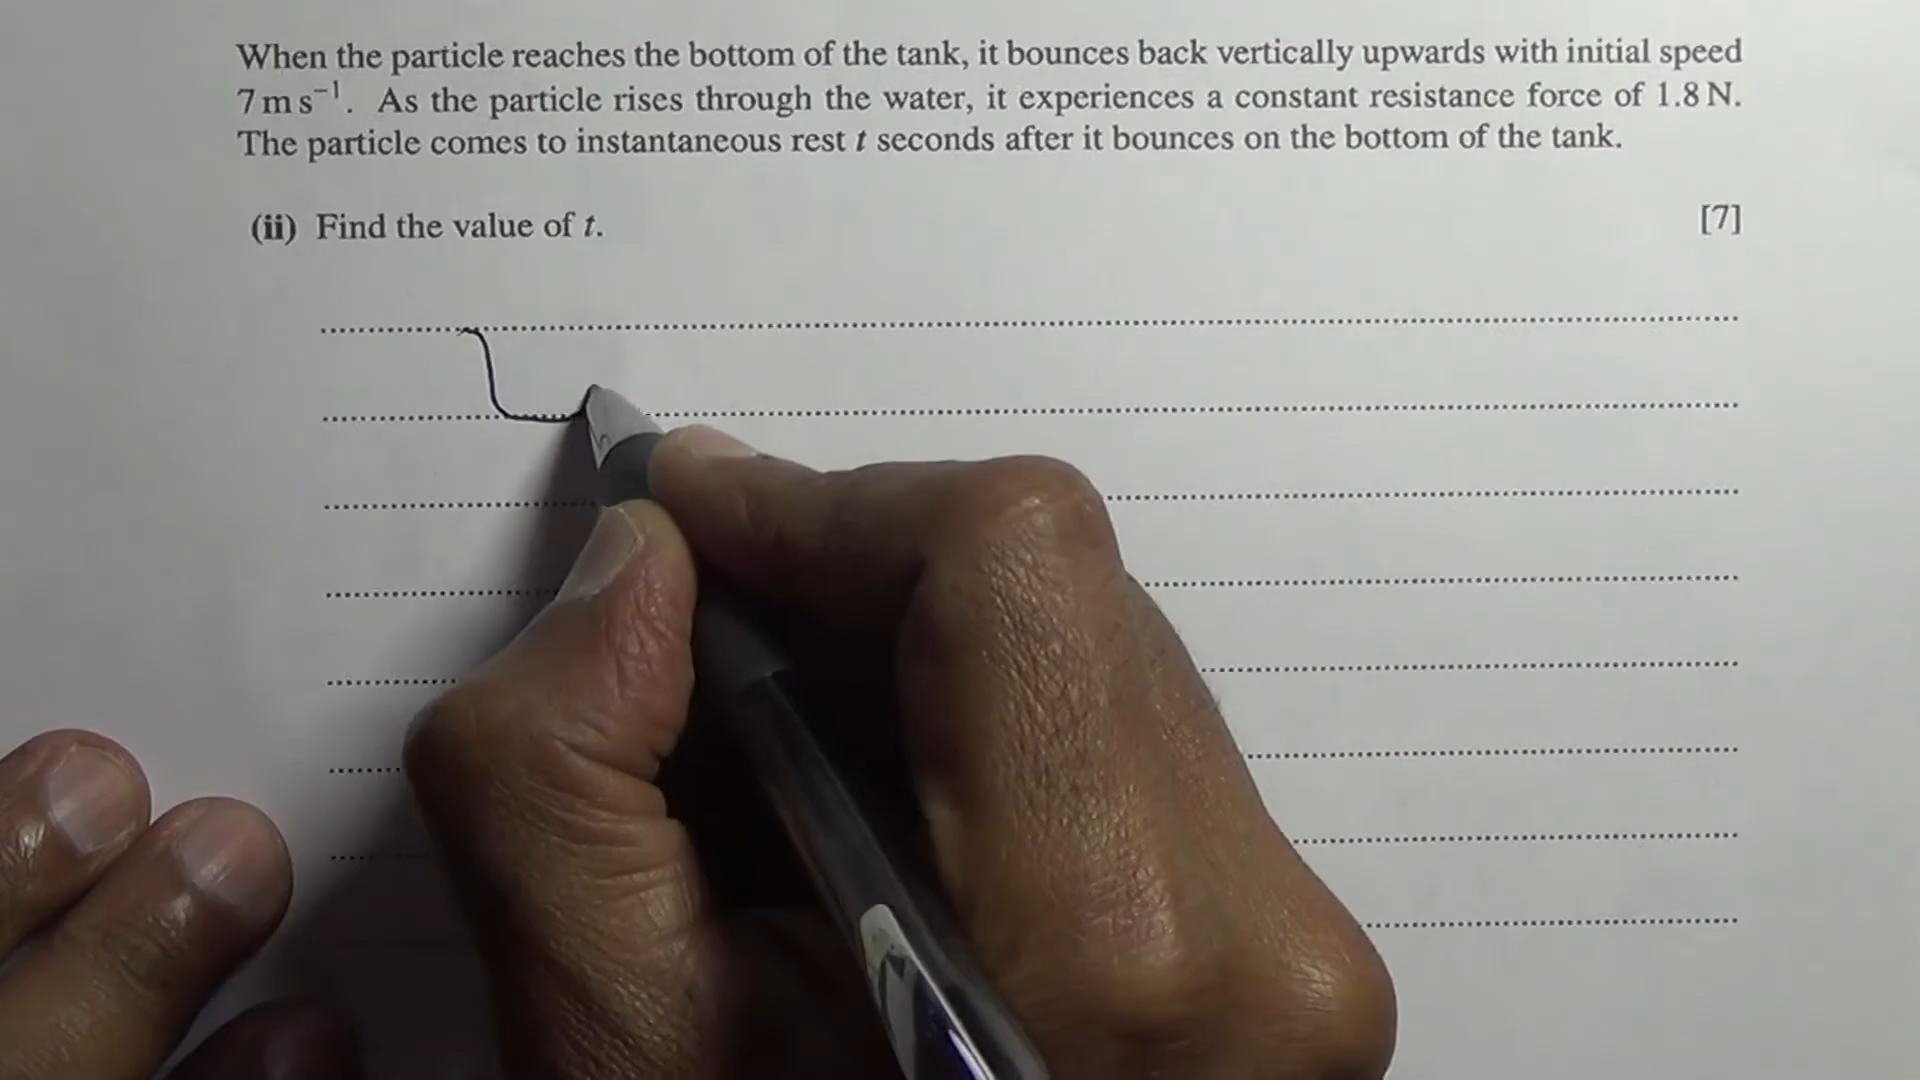 When the particle reaches the bottom of the tank, it bounces back vertically upwards with initial speed
7 m s⁻¹. As the particle rises through the water, it experiences a constant resistance force of 1.8 N.
The particle comes to instantaneous rest t seconds after it bounces on the bottom of the tank.
(ii) Find the value of t. [7]